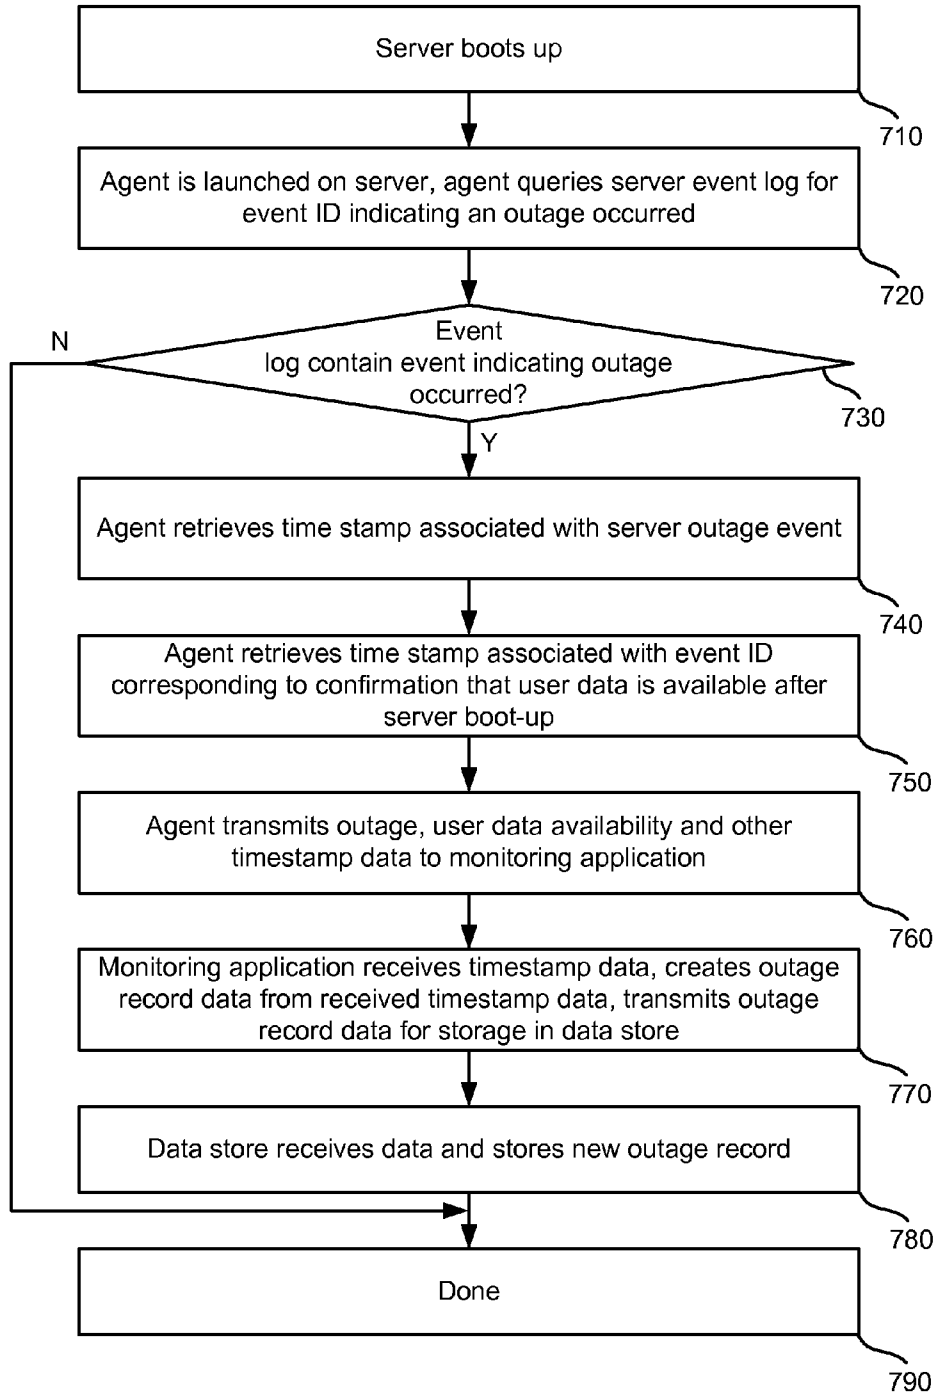 Server boots up
710
Agent is launched on server, agent queries server event log for
event ID indicating an outage occurred
720
N
Event
log contain event indicating outage
occurred?
730
Y
Agent retrieves time stamp associated with server outage event
740
Agent retrieves time stamp associated with event ID
corresponding to confirmation that user data is available after
server boot-up
750
Agent transmits outage, user data availability and other
timestamp data to monitoring application
760
Monitoring application receives timestamp data, creates outage
record data from received timestamp data, transmits outage
record data for storage in data store
770
Data store receives data and stores new outage record
780
Done
790